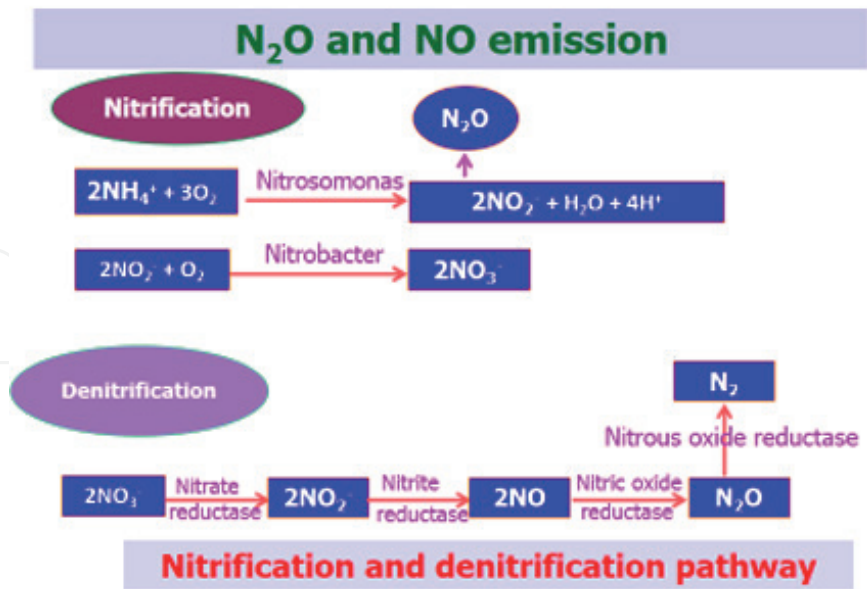 N₂O and NO emission
Nitrification
N₂O
2NH₄⁺ + 3O₂
Nitrosomonas
2NO₂⁻ + H₂O + 4H⁺
2NO₂⁻ + O₂
Nitrobacter
2NO₃⁻
Denitrification
N₂
Nitrous oxide reductase
2NO₃⁻
Nitrate
reductase
2NO₂⁻
Nitrite
reductase
2NO
Nitric oxide
reductase
N₂O
Nitrification and denitrification pathway